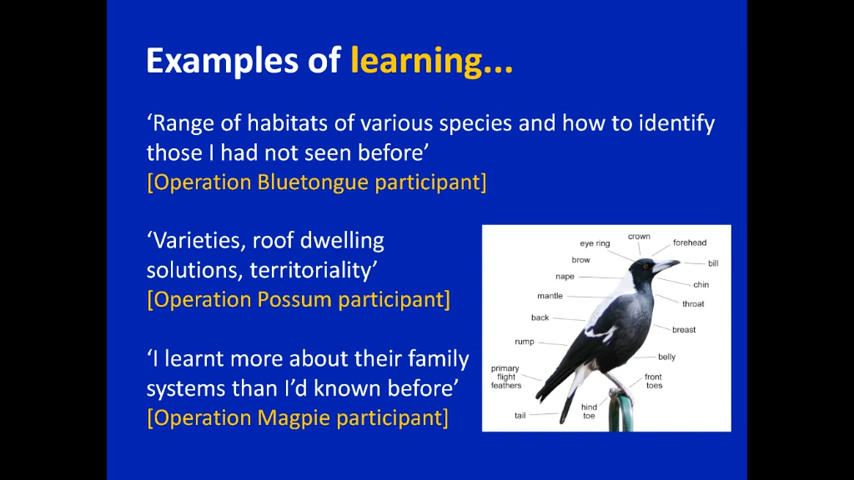 Examples of learning...
‘Range of habitats of various species and how to identify
those I had not seen before’
[Operation Bluetongue participant]
‘Varieties, roof dwelling
solutions, territoriality’
[Operation Possum participant]
‘I learnt more about their family
systems than I’d known before’
[Operation Magpie participant]
crown
eye ring
forehead
brow
bill
nape
chin
mantle
throat
back
breast
rump
belly
primary
flight
feathers
front
toes
hind
toe
tail